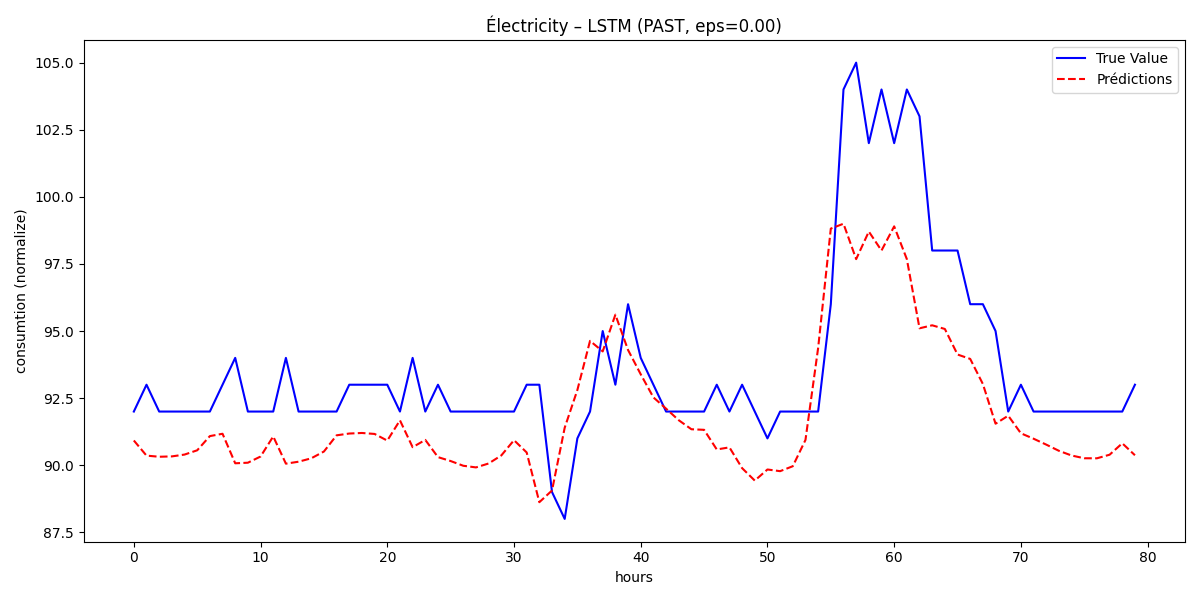 Électricity – LSTM (PAST, eps=0.00)
True Value
Prédictions
consumtion (normalize)
105.0
102.5
100.0
97.5
95.0
92.5
90.0
87.5
0 10 20 30 40 50 60 70 80
hours